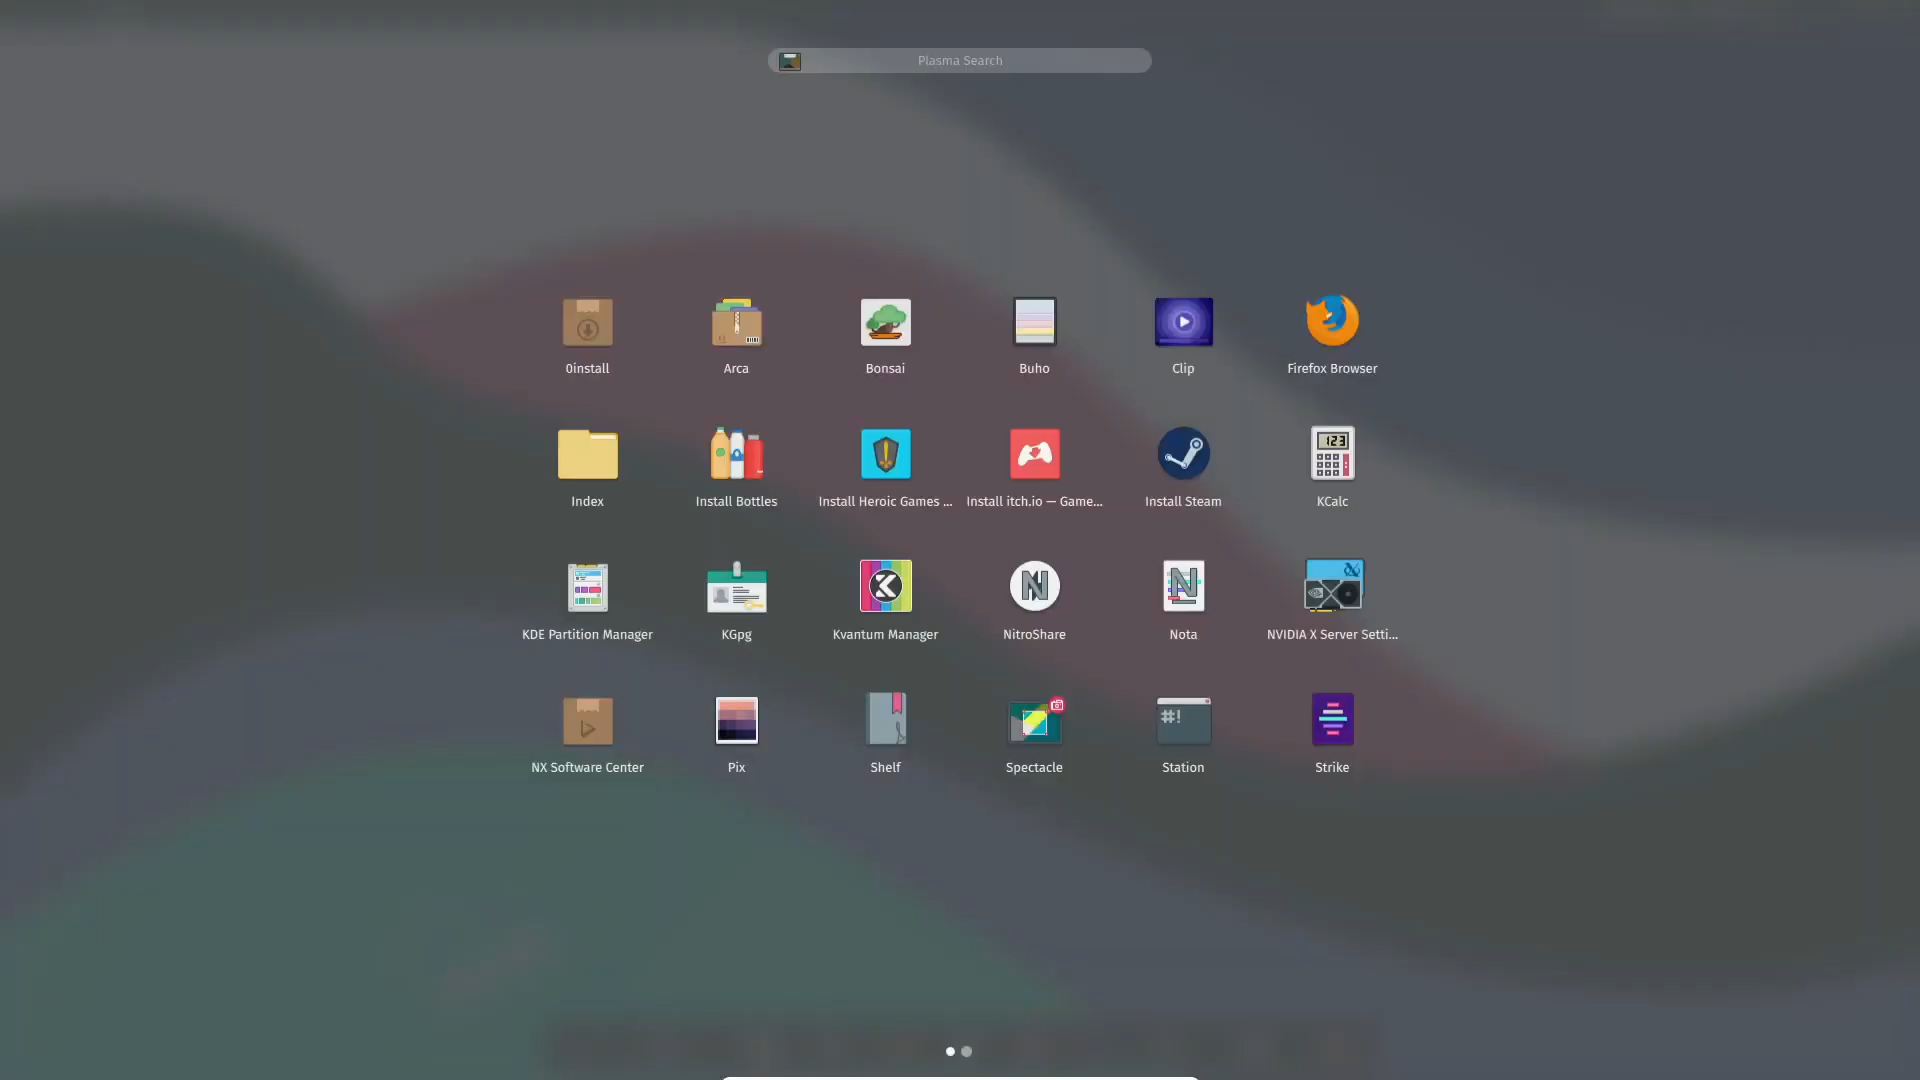 Plasma Search
0install
Arca
Bonsai
Buho
Clip
Firefox Browser
Index
Install Bottles
Install Heroic Games ...
Install itch.io — Game...
Install Steam
123
KCalc
KDE Partition Manager
KGpg
Kvantum Manager
NitroShare
Nota
NVIDIA X Server Setti...
#!
NX Software Center
Pix
Shelf
Spectacle
Station
Strike